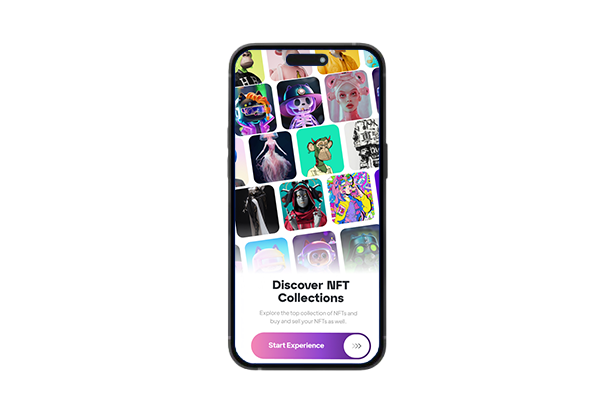 Discover NFT
Collections
Explore the top collection of NFTs and
buy and sell your NFTs as well.
Start Experience